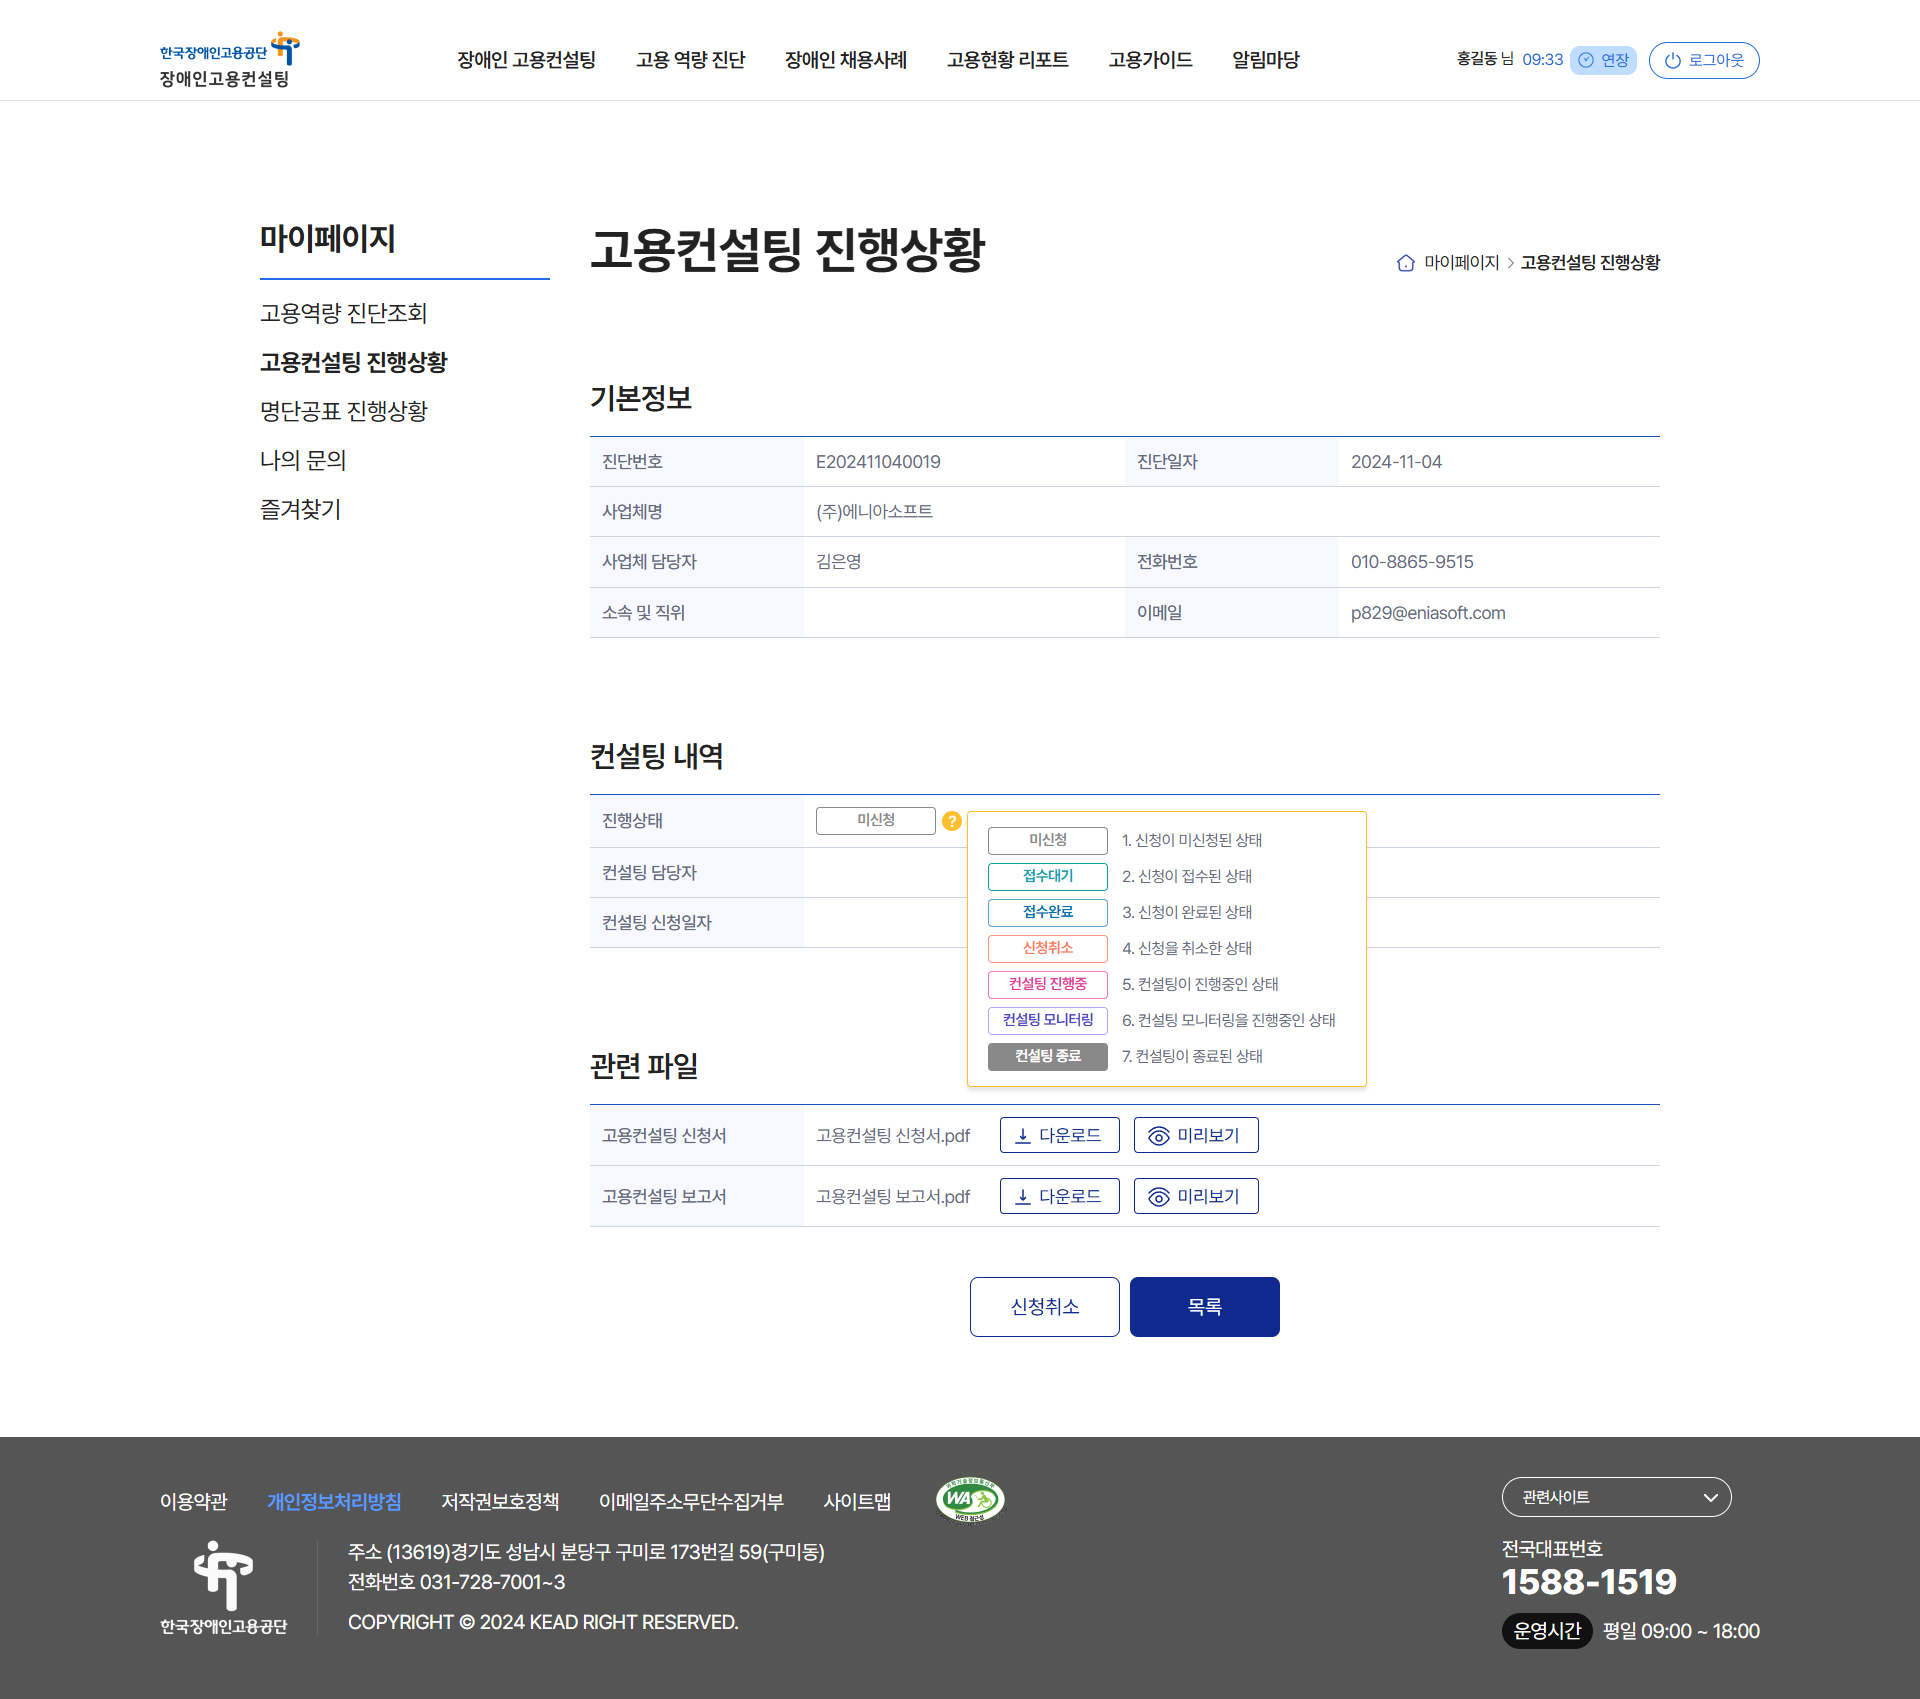 한국장애인고용공단
장애인고용컨설팅
장애인 고용컨설팅 고용 역량 진단 장애인 채용사례 고용현황 리포트 고용가이드 알림마당
홍길동 님 09:33 연장 로그아웃
마이페이지
고용역량 진단조회
고용컨설팅 진행상황
명단공표 진행상황
나의 문의
즐겨찾기
고용컨설팅 진행상황
마이페이지 > 고용컨설팅 진행상황
기본정보
진단번호 E202411040019 진단일자 2024-11-04
사업체명 (주)에니아소프트
사업체 담당자 김은영 전화번호 010-8865-9515
소속 및 직위 이메일 p829@eniasoft.com
컨설팅 내역
진행상태 미신청 ?
컨설팅 담당자
컨설팅 신청일자
미신청 1. 신청이 미신청된 상태
접수대기 2. 신청이 접수된 상태
접수완료 3. 신청이 완료된 상태
신청취소 4. 신청을 취소한 상태
컨설팅 진행중 5. 컨설팅이 진행중인 상태
컨설팅 모니터링 6. 컨설팅 모니터링을 진행중인 상태
컨설팅 종료 7. 컨설팅이 종료된 상태
관련 파일
고용컨설팅 신청서 고용컨설팅 신청서.pdf 다운로드 미리보기
고용컨설팅 보고서 고용컨설팅 보고서.pdf 다운로드 미리보기
신청취소 목록
이용약관 개인정보처리방침 저작권보호정책 이메일주소무단수집거부 사이트맵
WA
WEB 접근성
한국장애인고용공단
주소 (13619)경기도 성남시 분당구 구미로 173번길 59(구미동)
전화번호 031-728-7001~3
COPYRIGHT © 2024 KEAD RIGHT RESERVED.
관련사이트
전국대표번호
1588-1519
운영시간 평일 09:00 ~ 18:00